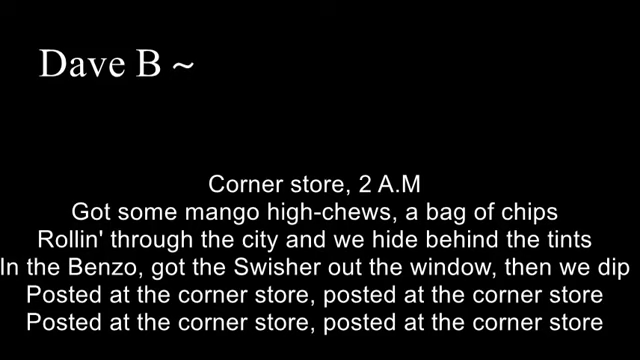 Dave B ~
Corner store, 2 A.M
Got some mango high-chews, a bag of chips
Rollin' through the city and we hide behind the tints
In the Benzo, got the Swisher out the window, then we dip
Posted at the corner store, posted at the corner store
Posted at the corner store, posted at the corner store